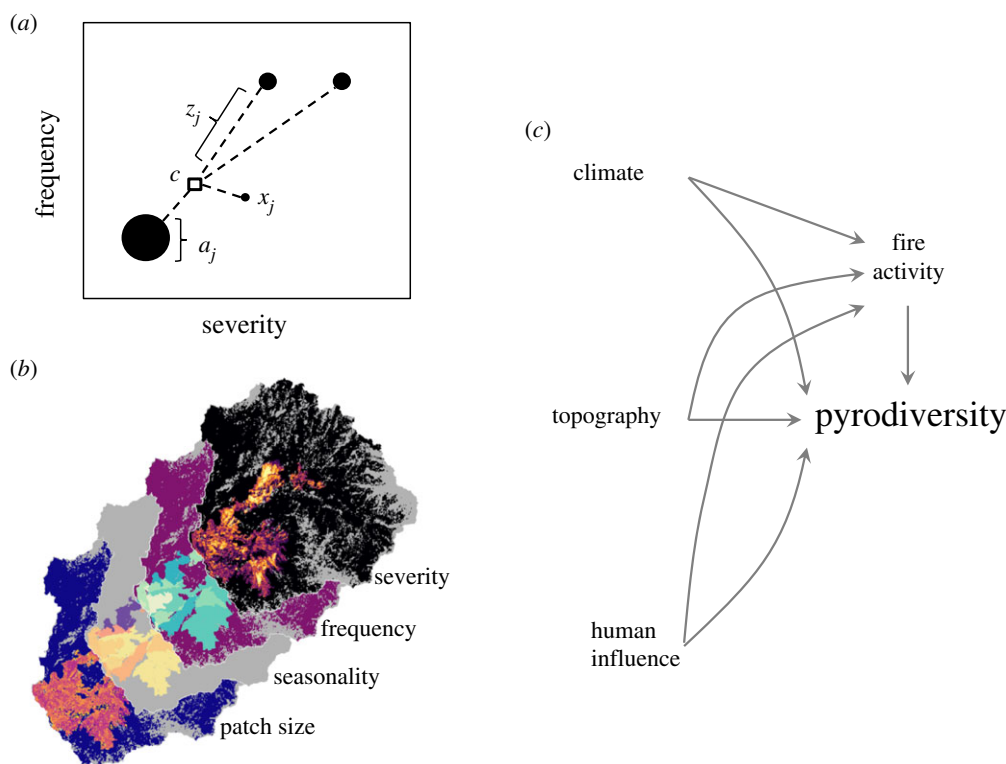 (a)
frequency
z_j
c
x_j
a_j
severity
(b)
severity
frequency
seasonality
patch size
(c)
climate
fire
activity
topography
pyrodiversity
human
influence